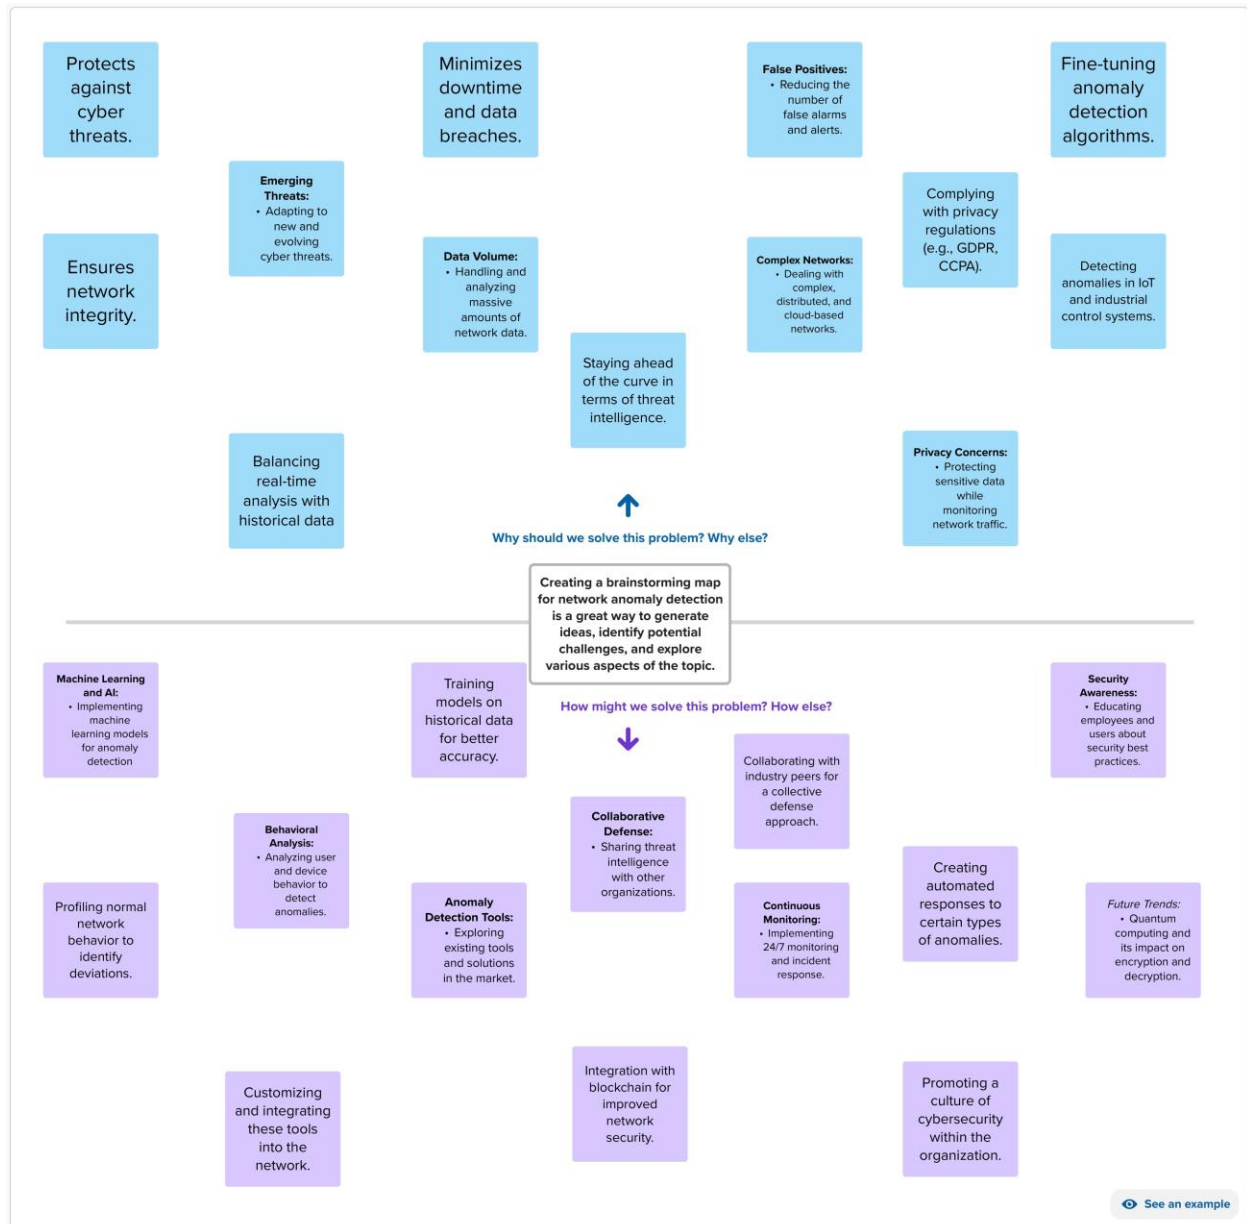 Protects
against
cyber
threats.
Minimizes
downtime
and data
breaches.
False Positives:
• Reducing the
number of
false alarms
and alerts.
Fine-tuning
anomaly
detection
algorithms.
Emerging
Threats:
• Adapting to
new and
evolving
cyber threats.
Complying
with privacy
regulations
(e.g., GDPR,
CCPA).
Ensures
network
integrity.
Data Volume:
• Handling and
analyzing
massive
amounts of
network data.
Complex Networks:
• Dealing with
complex,
distributed, and
cloud-based
networks.
Detecting
anomalies in IoT
and industrial
control systems.
Staying ahead
of the curve in
terms of threat
intelligence.
Balancing
real-time
analysis with
historical data
Privacy Concerns:
• Protecting
sensitive data
while
monitoring
network traffic.
Why should we solve this problem? Why else?
Creating a brainstorming map
for network anomaly detection
is a great way to generate
ideas, identify potential
challenges, and explore
various aspects of the topic.
How might we solve this problem? How else?
Machine Learning
and AI:
• Implementing
machine
learning models
for anomaly
detection
Training
models on
historical data
for better
accuracy.
Security
Awareness:
• Educating
employees and
users about
security best
practices.
Collaborating with
industry peers for
a collective
defense
approach.
Behavioral
Analysis:
• Analyzing user
and device
behavior to
detect
anomalies.
Collaborative
Defense:
• Sharing threat
intelligence
with other
organizations.
Creating
automated
responses to
certain types
of anomalies.
Profiling normal
network
behavior to
identify
deviations.
Anomaly
Detection Tools:
• Exploring
existing tools
and solutions
in the market.
Continuous
Monitoring:
• Implementing
24/7 monitoring
and incident
response.
Future Trends:
• Quantum
computing and
its impact on
encryption and
decryption.
Customizing
and integrating
these tools
into the
network.
Integration with
blockchain for
improved
network
security.
Promoting a
culture of
cybersecurity
within the
organization.
See an example